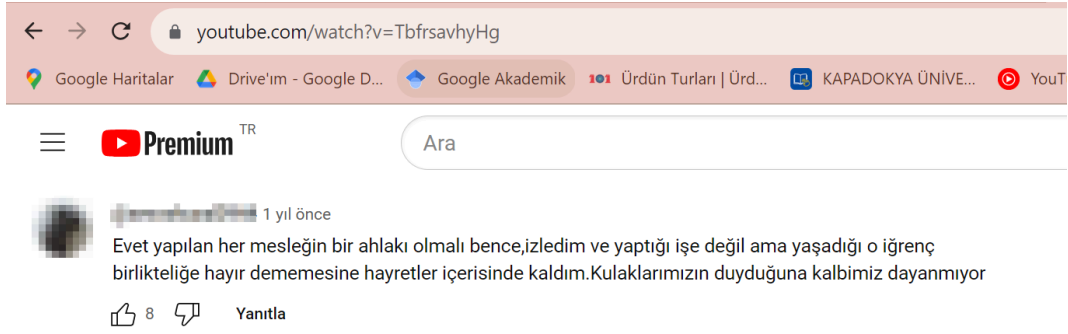 youtube.com/watch?v=TbfrsavhyHg
Google Haritalar Drive'ım - Google D... Google Akademik 101 Ürdün Turları | Ürd... KAPADOKYA ÜNİVE... YouT
Premium TR Ara
1 yıl önce
Evet yapılan her mesleğin bir ahlakı olmalı bence,izledim ve yaptığı işe değil ama yaşadığı o iğrenç
birlikteliğe hayır dememesine hayretler içerisinde kaldım.Kulaklarımızın duyduğuna kalbimiz dayanmıyor
8 Yanıtla